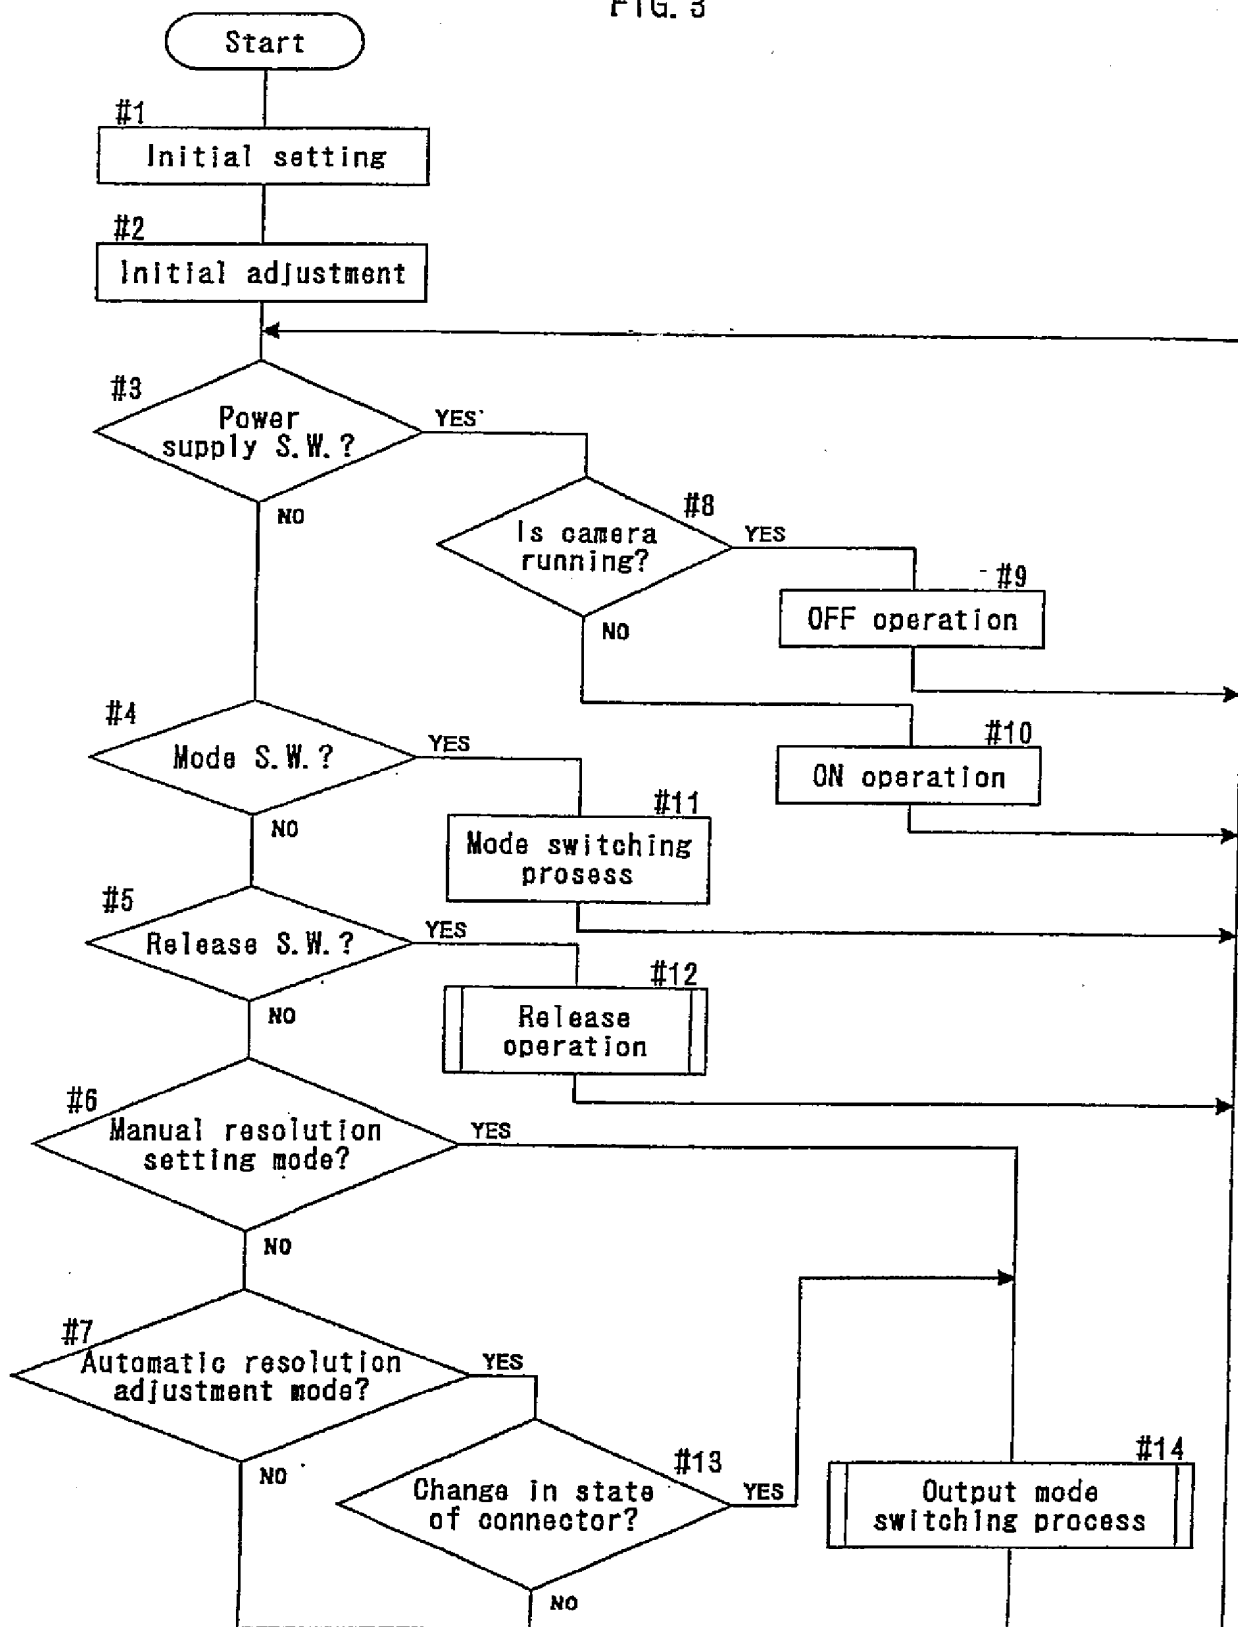 FIG. 3
Start
#1
Initial setting
#2
Initial adjustment
#3
Power
supply S.W.?
YES
NO
#8
Is camera
running?
YES
NO
#9
OFF operation
#4
Mode S.W.?
YES
NO
#10
ON operation
#11
Mode switching
prosess
#5
Release S.W.?
YES
NO
#12
Release
operation
#6
Manual resolution
setting mode?
YES
NO
#7
Automatic resolution
adjustment mode?
YES
NO
#13
Change in state
of connector?
YES
NO
#14
Output mode
switching process